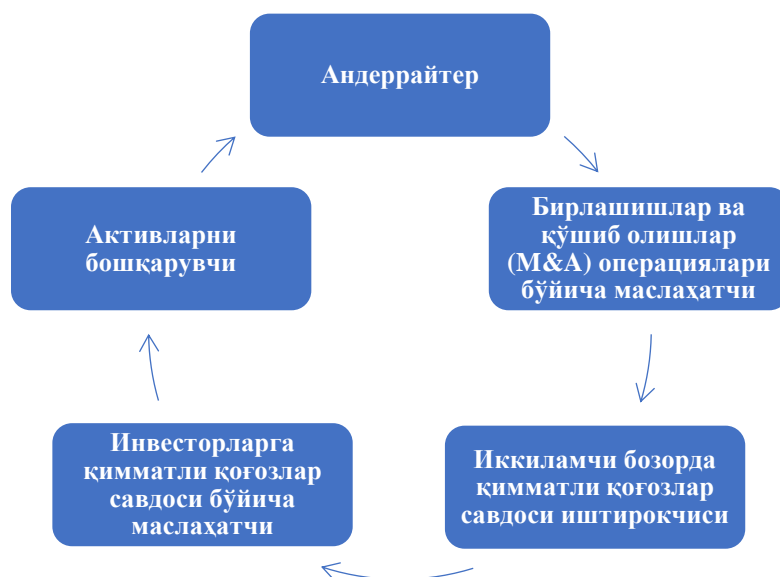 Андеррайтер
Бирлашишлар ва
қўшиб олишлар
(M&A) операциялари
бўйича маслаҳатчи
Иккиламчи бозорда
қимматли қоғозлар
савдоси иштирокчиси
Инвесторларга
қимматли қоғозлар
савдоси бўйича
маслаҳатчи
Активларни
бошқарувчи